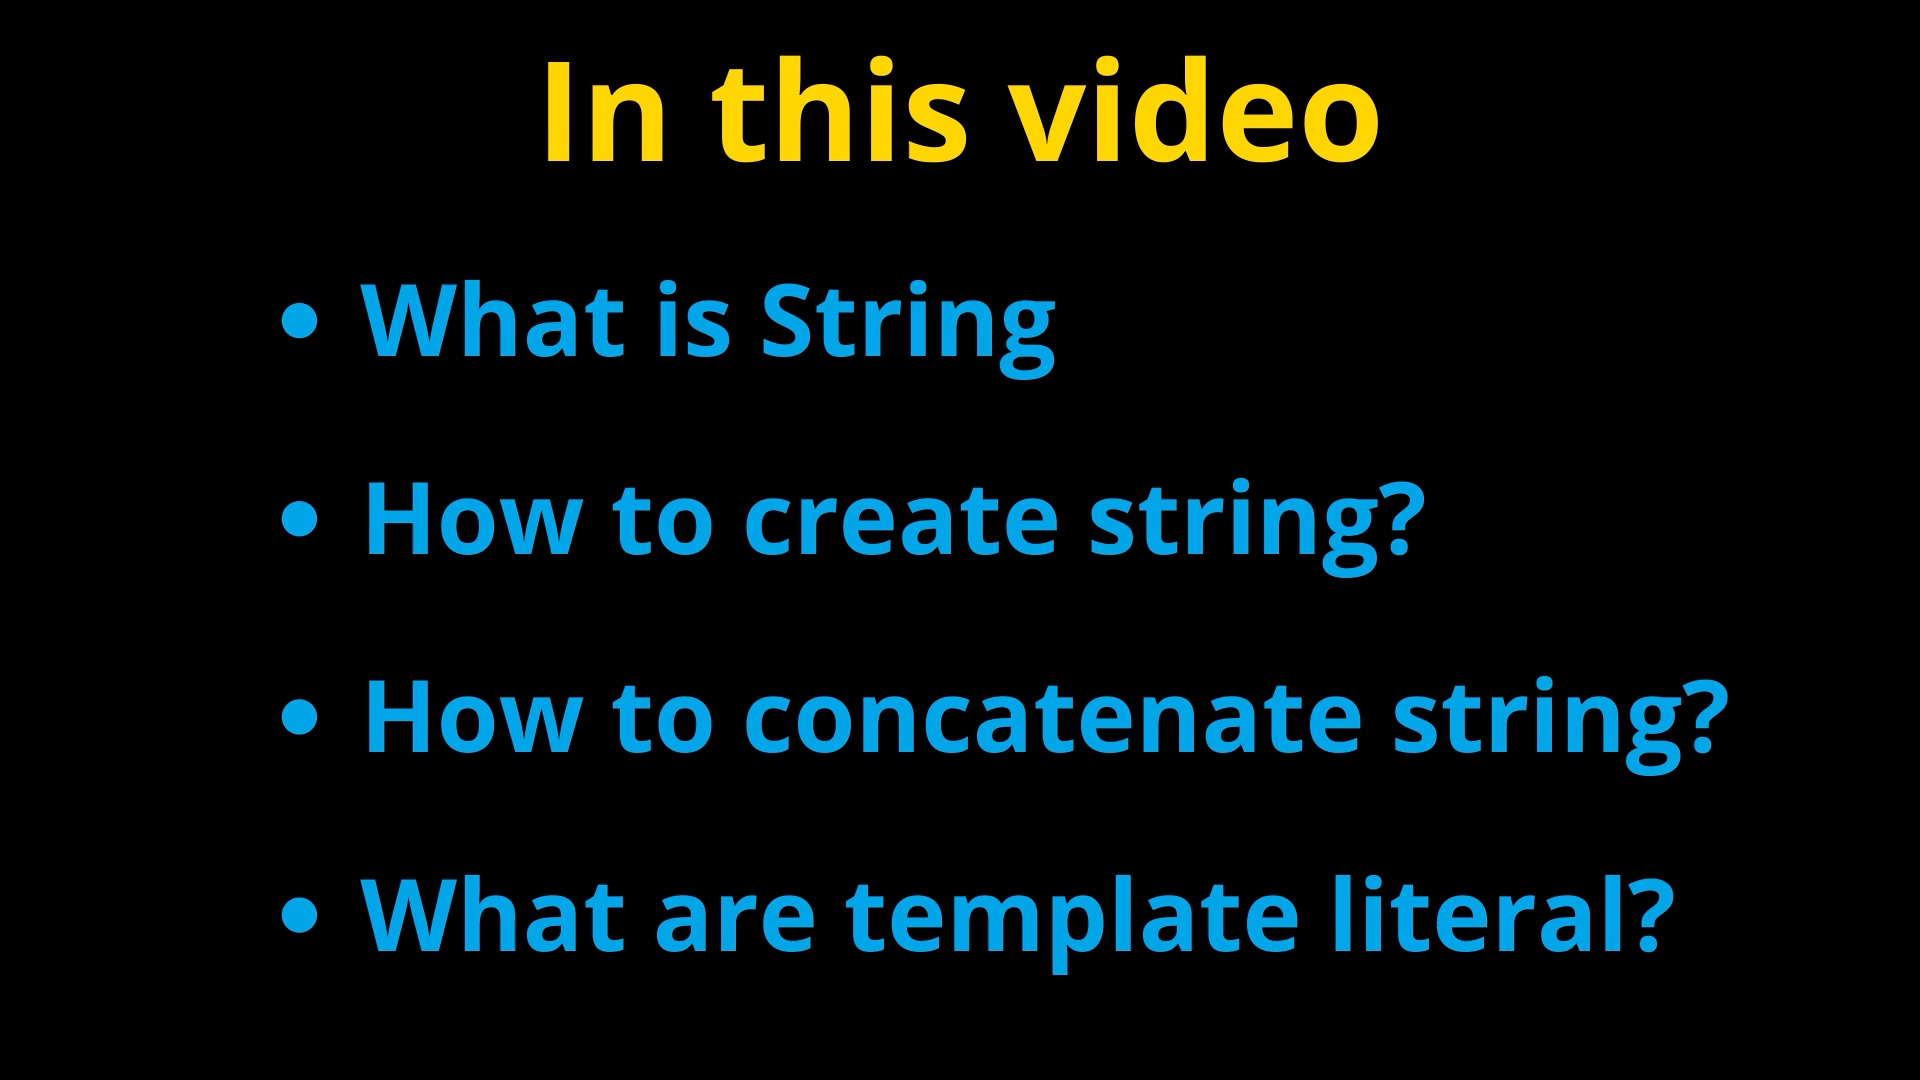 In this video
• What is String
• How to create string?
• How to concatenate string?
• What are template literal?